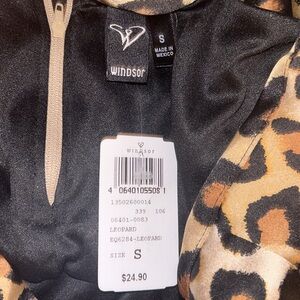 S
MADE IN
MEXICO
WINDSOR
windsor
4 0640105508 1
13502600014
339 106
06401-0083
LEOPARD
EQ6284-LEOPARD
SIZE S
$24.90